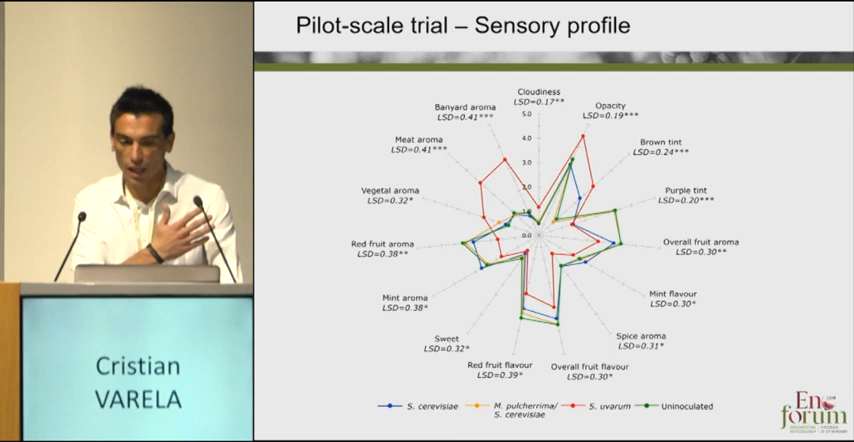 Pilot-scale trial – Sensory profile
Cloudiness
LSD=0.17**
Opacity
LSD=0.19***
Brown tint
LSD=0.24***
Purple tint
LSD=0.20***
Overall fruit aroma
LSD=0.30**
Mint flavour
LSD=0.30*
Spice aroma
LSD=0.31*
Overall fruit flavour
LSD=0.30*
Red fruit flavour
LSD=0.39*
Sweet
LSD=0.32*
Mint aroma
LSD=0.38*
Red fruit aroma
LSD=0.38**
Vegetal aroma
LSD=0.32*
Meat aroma
LSD=0.41***
Banyard aroma
LSD=0.41***
5.0
4.0
3.0
2.0
1.0
0.0
S. cerevisiae
M. pulcherrima/
S. cerevisiae
S. uvarum
Uninoculated
Cristian
VARELA
En
forum